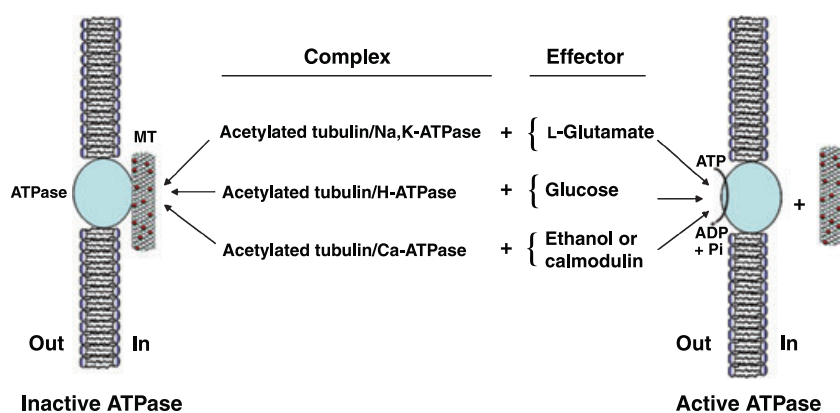 Complex
Effector
MT
ATPase
Acetylated tubulin/Na,K-ATPase + { L-Glutamate
Acetylated tubulin/H-ATPase + { Glucose
Acetylated tubulin/Ca-ATPase + { Ethanol or
calmodulin
ATP
ADP
+ Pi
+
Out In
Out In
Inactive ATPase
Active ATPase